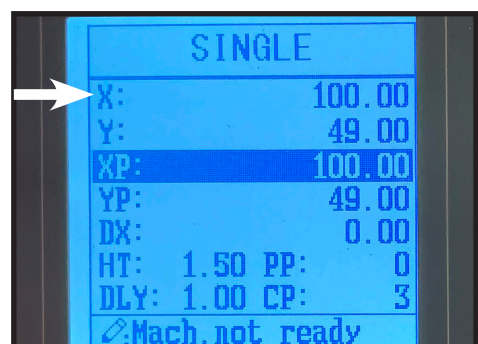 SINGLE
X: 100.00
Y: 49.00
XP: 100.00
YP: 49.00
DX: 0.00
HT: 1.50 PP: 0
DLY: 1.00 CP: 3
:Mach.not ready